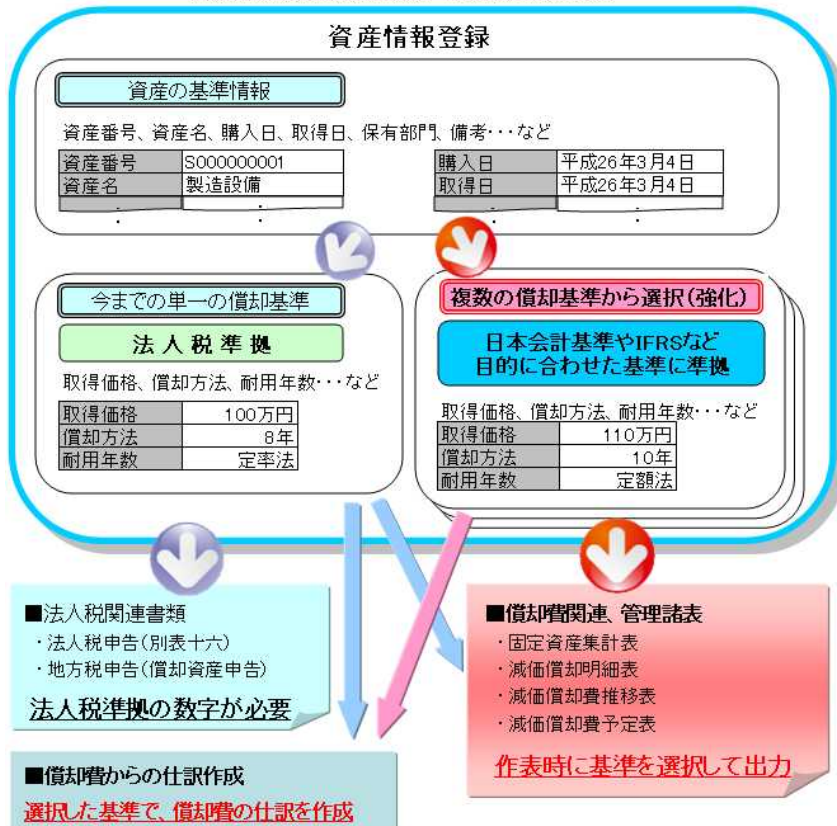 資産情報登録
資産の基準情報
資産番号、資産名、購入日、取得日、保有部門、備考・・・など
資産番号 S000000001 購入日 平成26年3月4日
資産名 製造設備 取得日 平成26年3月4日
: : : :
今までの単一の償却基準
法人税準拠
取得価格、償却方法、耐用年数・・・など
取得価格 100万円
償却方法 8年
耐用年数 定率法
複数の償却基準から選択(強化)
日本会計基準やIFRSなど
目的に合わせた基準に準拠
取得価格、償却方法、耐用年数・・・など
取得価格 110万円
償却方法 10年
耐用年数 定額法
■法人税関連書類
・法人税申告(別表十六)
・地方税申告(償却資産申告)
法人税準拠の数字が必要
■償却費関連、管理諸表
・固定資産集計表
・減価償却明細表
・減価償却費推移表
・減価償却費予定表
作表時に基準を選択して出力
■償却費からの仕訳作成
選択した基準で、償却費の仕訳を作成